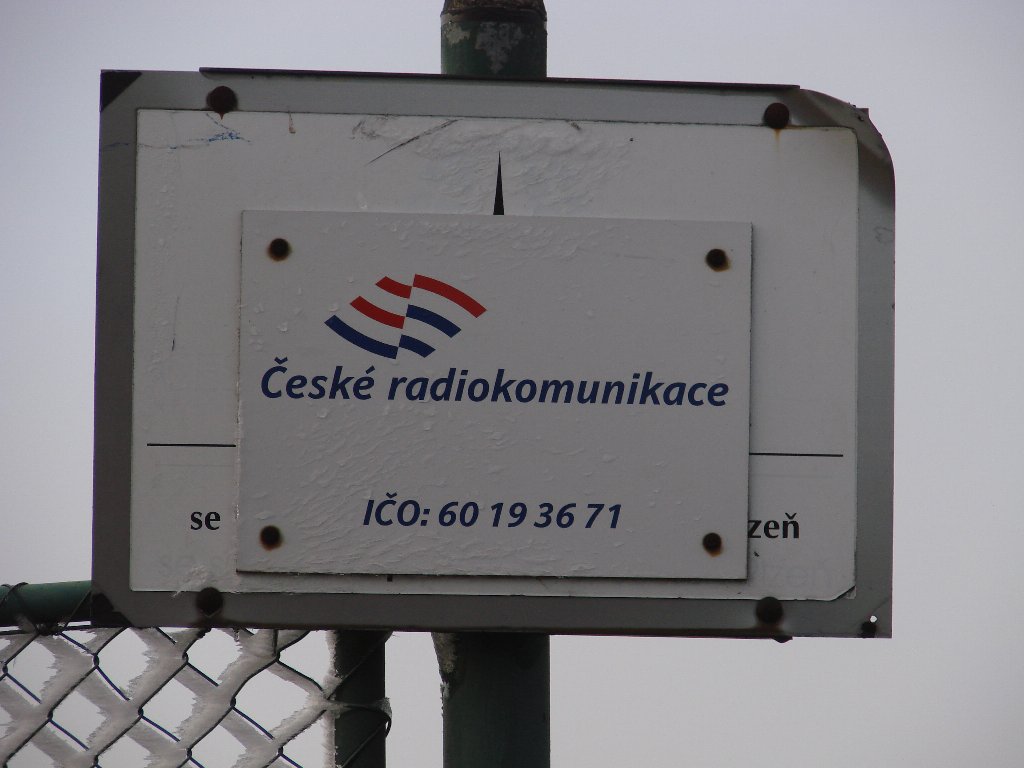 České radiokomunikace
IČO: 60 19 36 71
se zeň